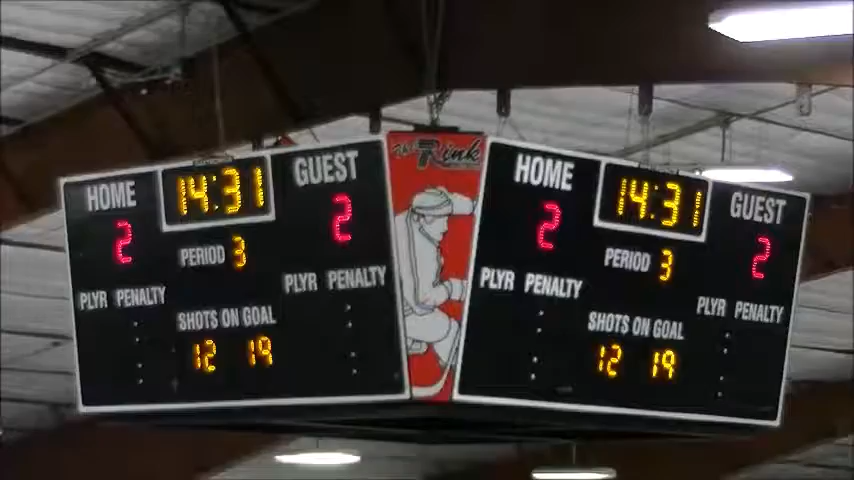 The Rink
HOME 14:31 GUEST
2 2
PERIOD 3
PLYR PENALTY PLYR PENALTY
SHOTS ON GOAL
12 19
HOME 14:31 GUEST
2 2
PERIOD 3
PLYR PENALTY PLYR PENALTY
SHOTS ON GOAL
12 19